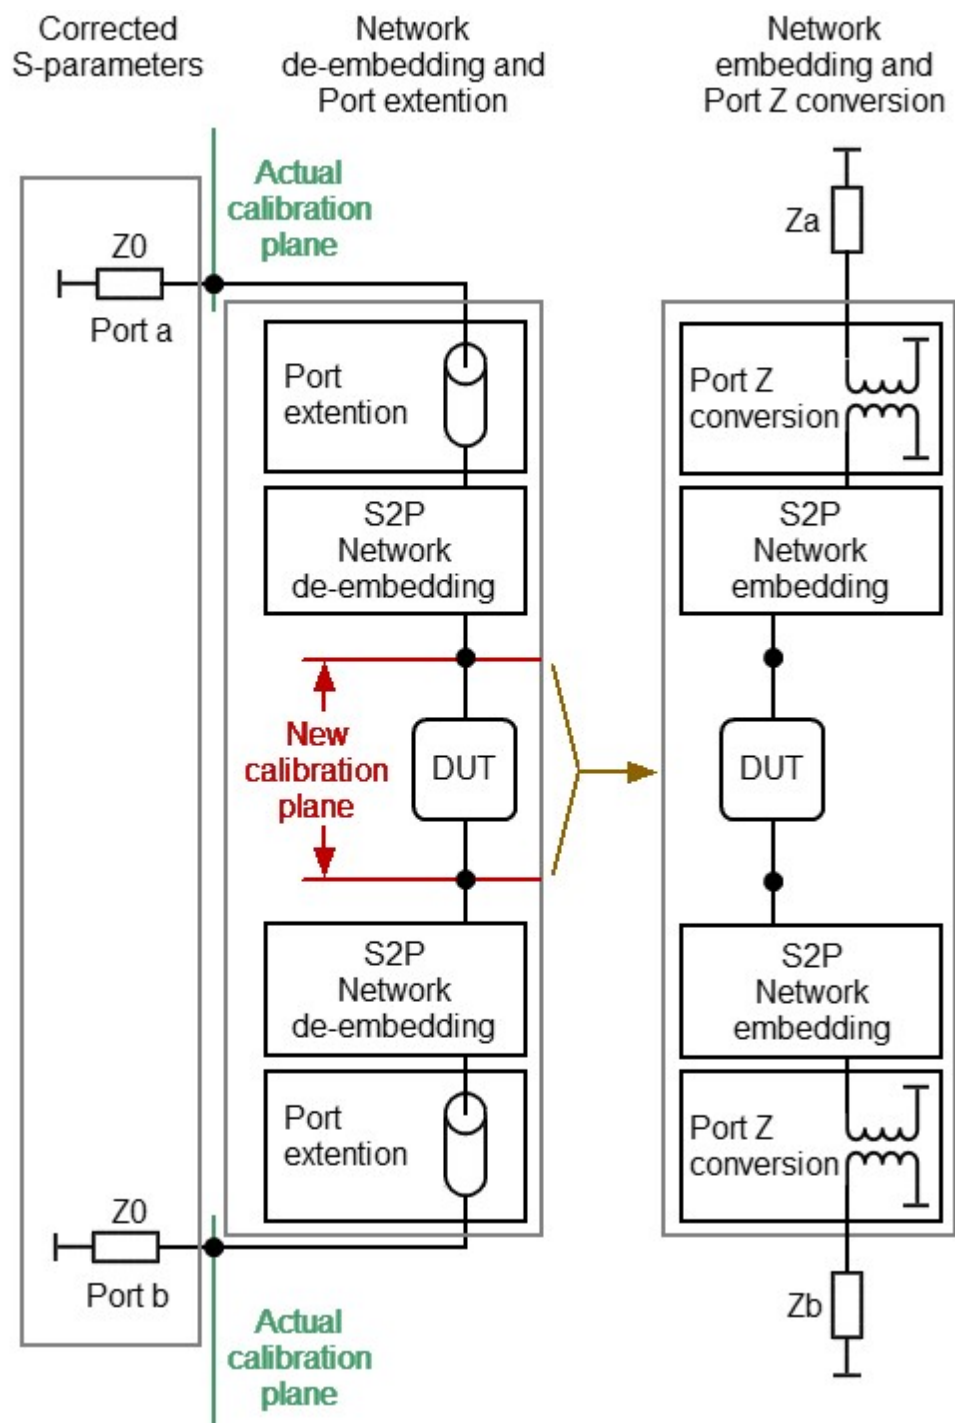 Corrected
S-parameters
Network
de-embedding and
Port extention
Network
embedding and
Port Z conversion
Actual
calibration
plane
Z0
Port a
Za
Port
extention
Port Z
conversion
S2P
Network
de-embedding
S2P
Network
embedding
New
calibration
plane
DUT
DUT
S2P
Network
de-embedding
S2P
Network
embedding
Port
extention
Port Z
conversion
Z0
Port b
Zb
Actual
calibration
plane